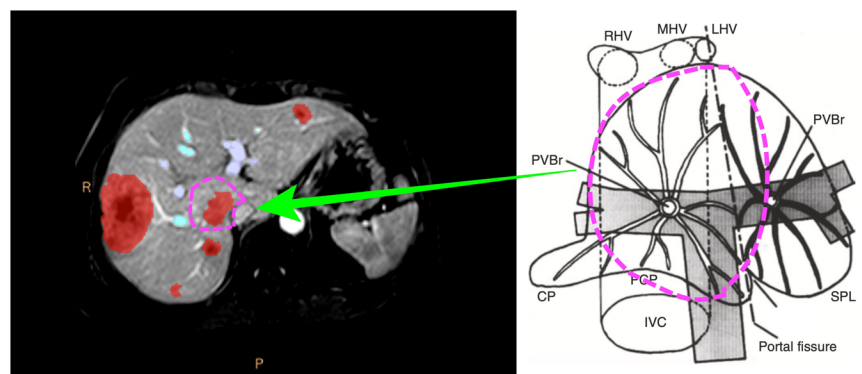 R
P
RHV
MHV
LHV
PVBr
PVBr
PCP
CP
SPL
IVC
Portal fissure